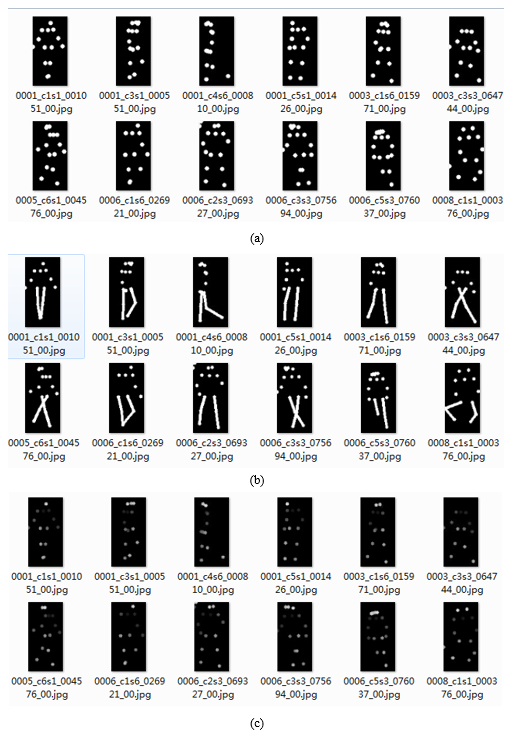 0001_c1s1_0010 0001_c3s1_0005 0001_c4s6_0008 0001_c5s1_0014 0003_c1s6_0159 0003_c3s3_0647
51_00.jpg 51_00.jpg 10_00.jpg 26_00.jpg 71_00.jpg 44_00.jpg
0005_c6s1_0045 0006_c1s6_0269 0006_c2s3_0693 0006_c3s3_0756 0006_c5s3_0760 0008_c1s1_0003
76_00.jpg 21_00.jpg 27_00.jpg 94_00.jpg 37_00.jpg 76_00.jpg
(a)
0001_c1s1_0010 0001_c3s1_0005 0001_c4s6_0008 0001_c5s1_0014 0003_c1s6_0159 0003_c3s3_0647
51_00.jpg 51_00.jpg 10_00.jpg 26_00.jpg 71_00.jpg 44_00.jpg
0005_c6s1_0045 0006_c1s6_0269 0006_c2s3_0693 0006_c3s3_0756 0006_c5s3_0760 0008_c1s1_0003
76_00.jpg 21_00.jpg 27_00.jpg 94_00.jpg 37_00.jpg 76_00.jpg
(b)
0001_c1s1_0010 0001_c3s1_0005 0001_c4s6_0008 0001_c5s1_0014 0003_c1s6_0159 0003_c3s3_0647
51_00.jpg 51_00.jpg 10_00.jpg 26_00.jpg 71_00.jpg 44_00.jpg
0005_c6s1_0045 0006_c1s6_0269 0006_c2s3_0693 0006_c3s3_0756 0006_c5s3_0760 0008_c1s1_0003
76_00.jpg 21_00.jpg 27_00.jpg 94_00.jpg 37_00.jpg 76_00.jpg
(c)